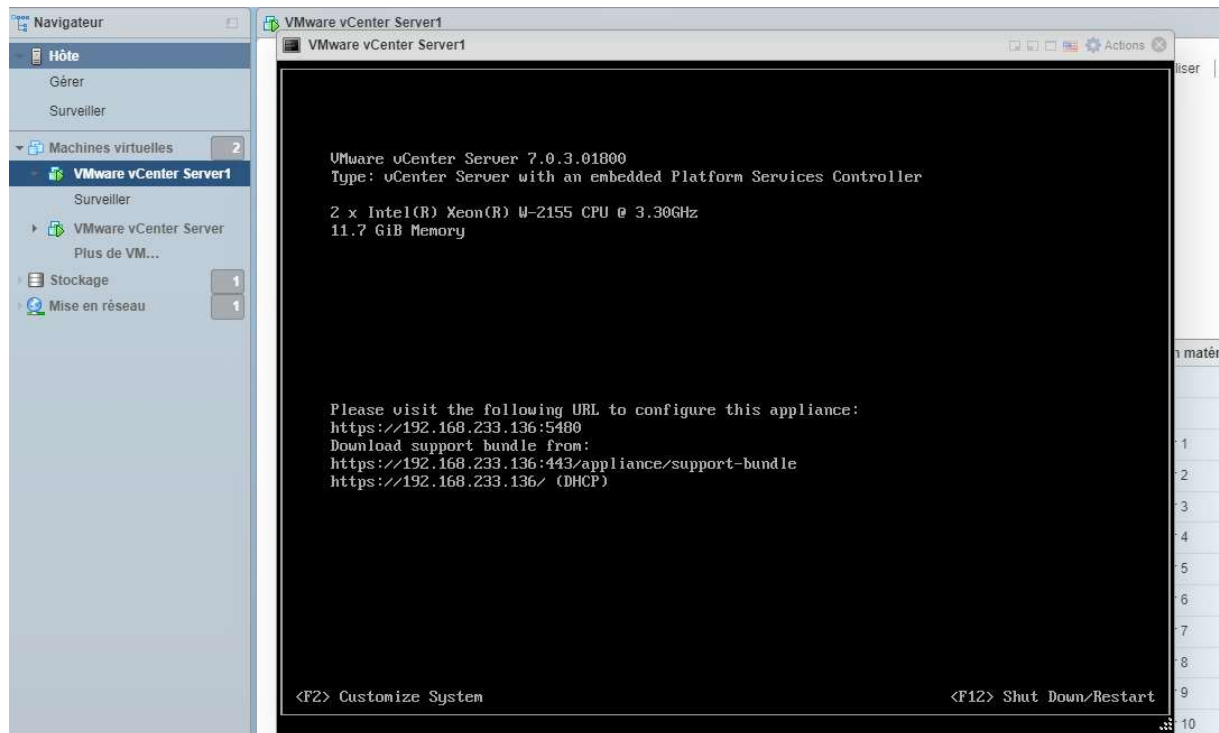 Navigateur
VMware vCenter Server1
Hôte
Gérer
Surveiller
Machines virtuelles 2
VMware vCenter Server1
Surveiller
VMware vCenter Server
Plus de VM...
Stockage 1
Mise en réseau 1
VMware vCenter Server1 Actions
VMware vCenter Server 7.0.3.01800
Type: vCenter Server with an embedded Platform Services Controller
2 x Intel(R) Xeon(R) W-2155 CPU @ 3.30GHz
11.7 GiB Memory
Please visit the following URL to configure this appliance:
https://192.168.233.136:5480
Download support bundle from:
https://192.168.233.136:443/appliance/support-bundle
https://192.168.233.136/ (DHCP)
<F2> Customize System <F12> Shut Down/Restart
liser
n matér
1
2
3
4
5
6
7
8
9
10